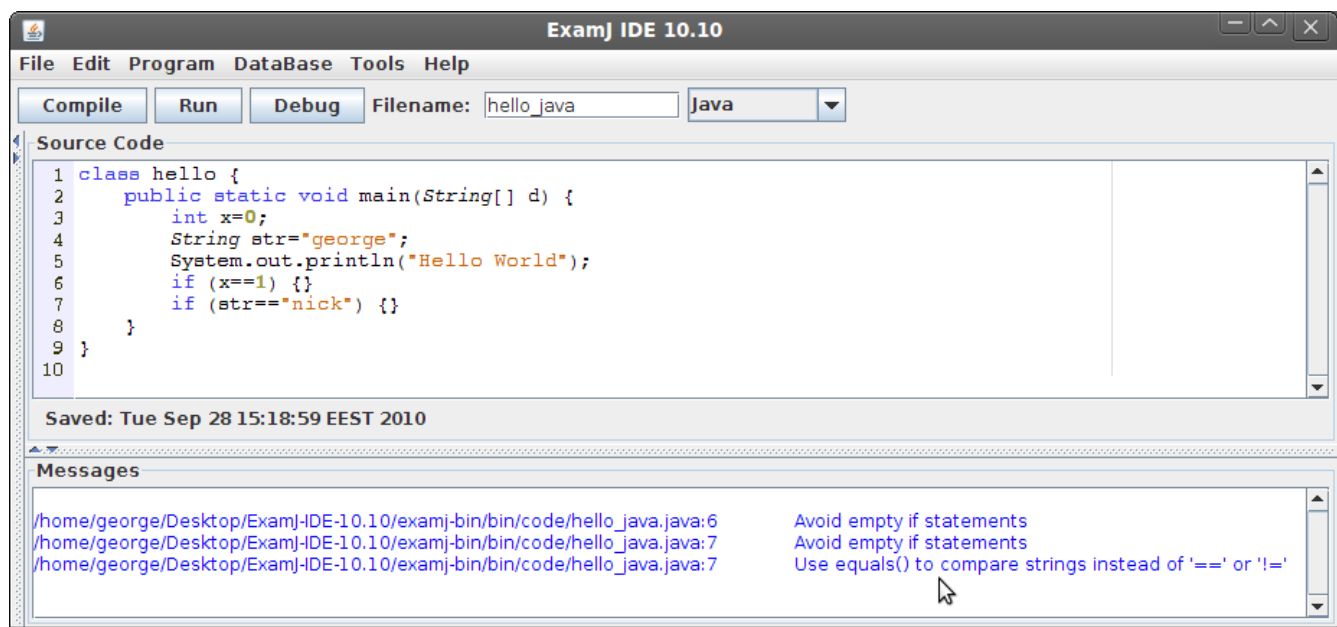 ExamJ IDE 10.10
File Edit Program DataBase Tools Help
Compile Run Debug Filename: hello_java Java
Source Code
1 class hello {
2 public static void main(String[] d) {
3 int x=0;
4 String str="george";
5 System.out.println("Hello World");
6 if (x==1) {}
7 if (str=="nick") {}
8 }
9 }
10
Saved: Tue Sep 28 15:18:59 EEST 2010
Messages
/home/george/Desktop/ExamJ-IDE-10.10/examj-bin/bin/code/hello_java.java:6 Avoid empty if statements
/home/george/Desktop/ExamJ-IDE-10.10/examj-bin/bin/code/hello_java.java:7 Avoid empty if statements
/home/george/Desktop/ExamJ-IDE-10.10/examj-bin/bin/code/hello_java.java:7 Use equals() to compare strings instead of '==' or '!='